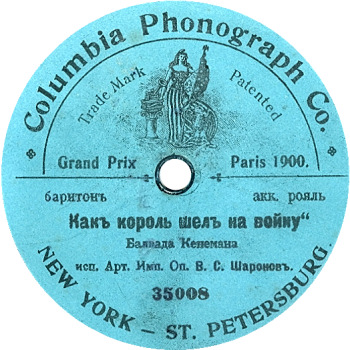 Columbia Phonograph Co.
Trade Mark Patented
Grand Prix Paris 1900.
баритонъ акк. рояль
Какъ король шелъ на войну“
Баллада Кенемана
исп. Арт. Имп. Оп. В. С. Шароновъ.
35008
NEW YORK – ST. PETERSBURG.